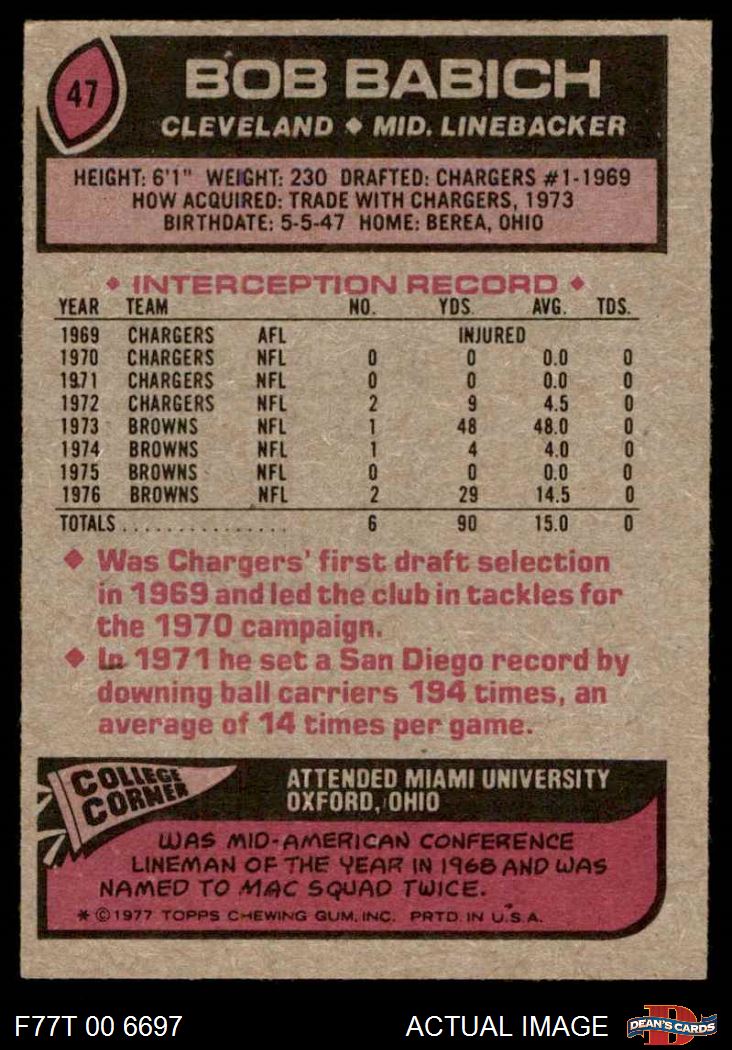 47
BOB BABICH
CLEVELAND ◆ MID. LINEBACKER
HEIGHT: 6'1" WEIGHT: 230 DRAFTED: CHARGERS #1-1969
HOW ACQUIRED: TRADE WITH CHARGERS, 1973
BIRTHDATE: 5-5-47 HOME: BEREA, OHIO
◆ INTERCEPTION RECORD ◆
YEAR TEAM NO. YDS. AVG. TDS.
1969 CHARGERS AFL INJURED
1970 CHARGERS NFL 0 0 0.0 0
1971 CHARGERS NFL 0 0 0.0 0
1972 CHARGERS NFL 2 9 4.5 0
1973 BROWNS NFL 1 48 48.0 0
1974 BROWNS NFL 1 4 4.0 0
1975 BROWNS NFL 0 0 0.0 0
1976 BROWNS NFL 2 29 14.5 0
TOTALS................ 6 90 15.0 0
◆ Was Chargers' first draft selection
in 1969 and led the club in tackles for
the 1970 campaign.
◆ In 1971 he set a San Diego record by
downing ball carriers 194 times, an
average of 14 times per game.
COLLEGE
CORNER
ATTENDED MIAMI UNIVERSITY
OXFORD, OHIO
WAS MID-AMERICAN CONFERENCE
LINEMAN OF THE YEAR IN 1968 AND WAS
NAMED TO MAC SQUAD TWICE.
* © 1977 TOPPS CHEWING GUM, INC. PRTD. IN U.S.A.
F77T 00 6697
ACTUAL IMAGE
D
DEAN'S CARDS